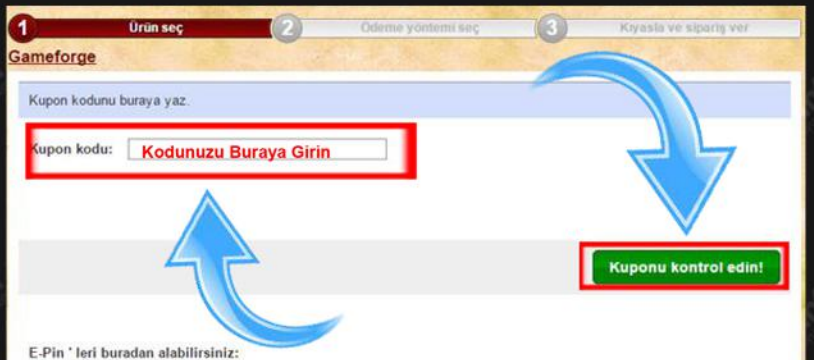 1 Ürün seç 2 Ödeme yöntemi seç 3 Kıyasla ve sipariş ver
Gameforge
Kupon kodunu buraya yaz.
Kupon kodu: Kodunuzu Buraya Girin
Kuponu kontrol edin!
E-Pin ' leri buradan alabilirsiniz: